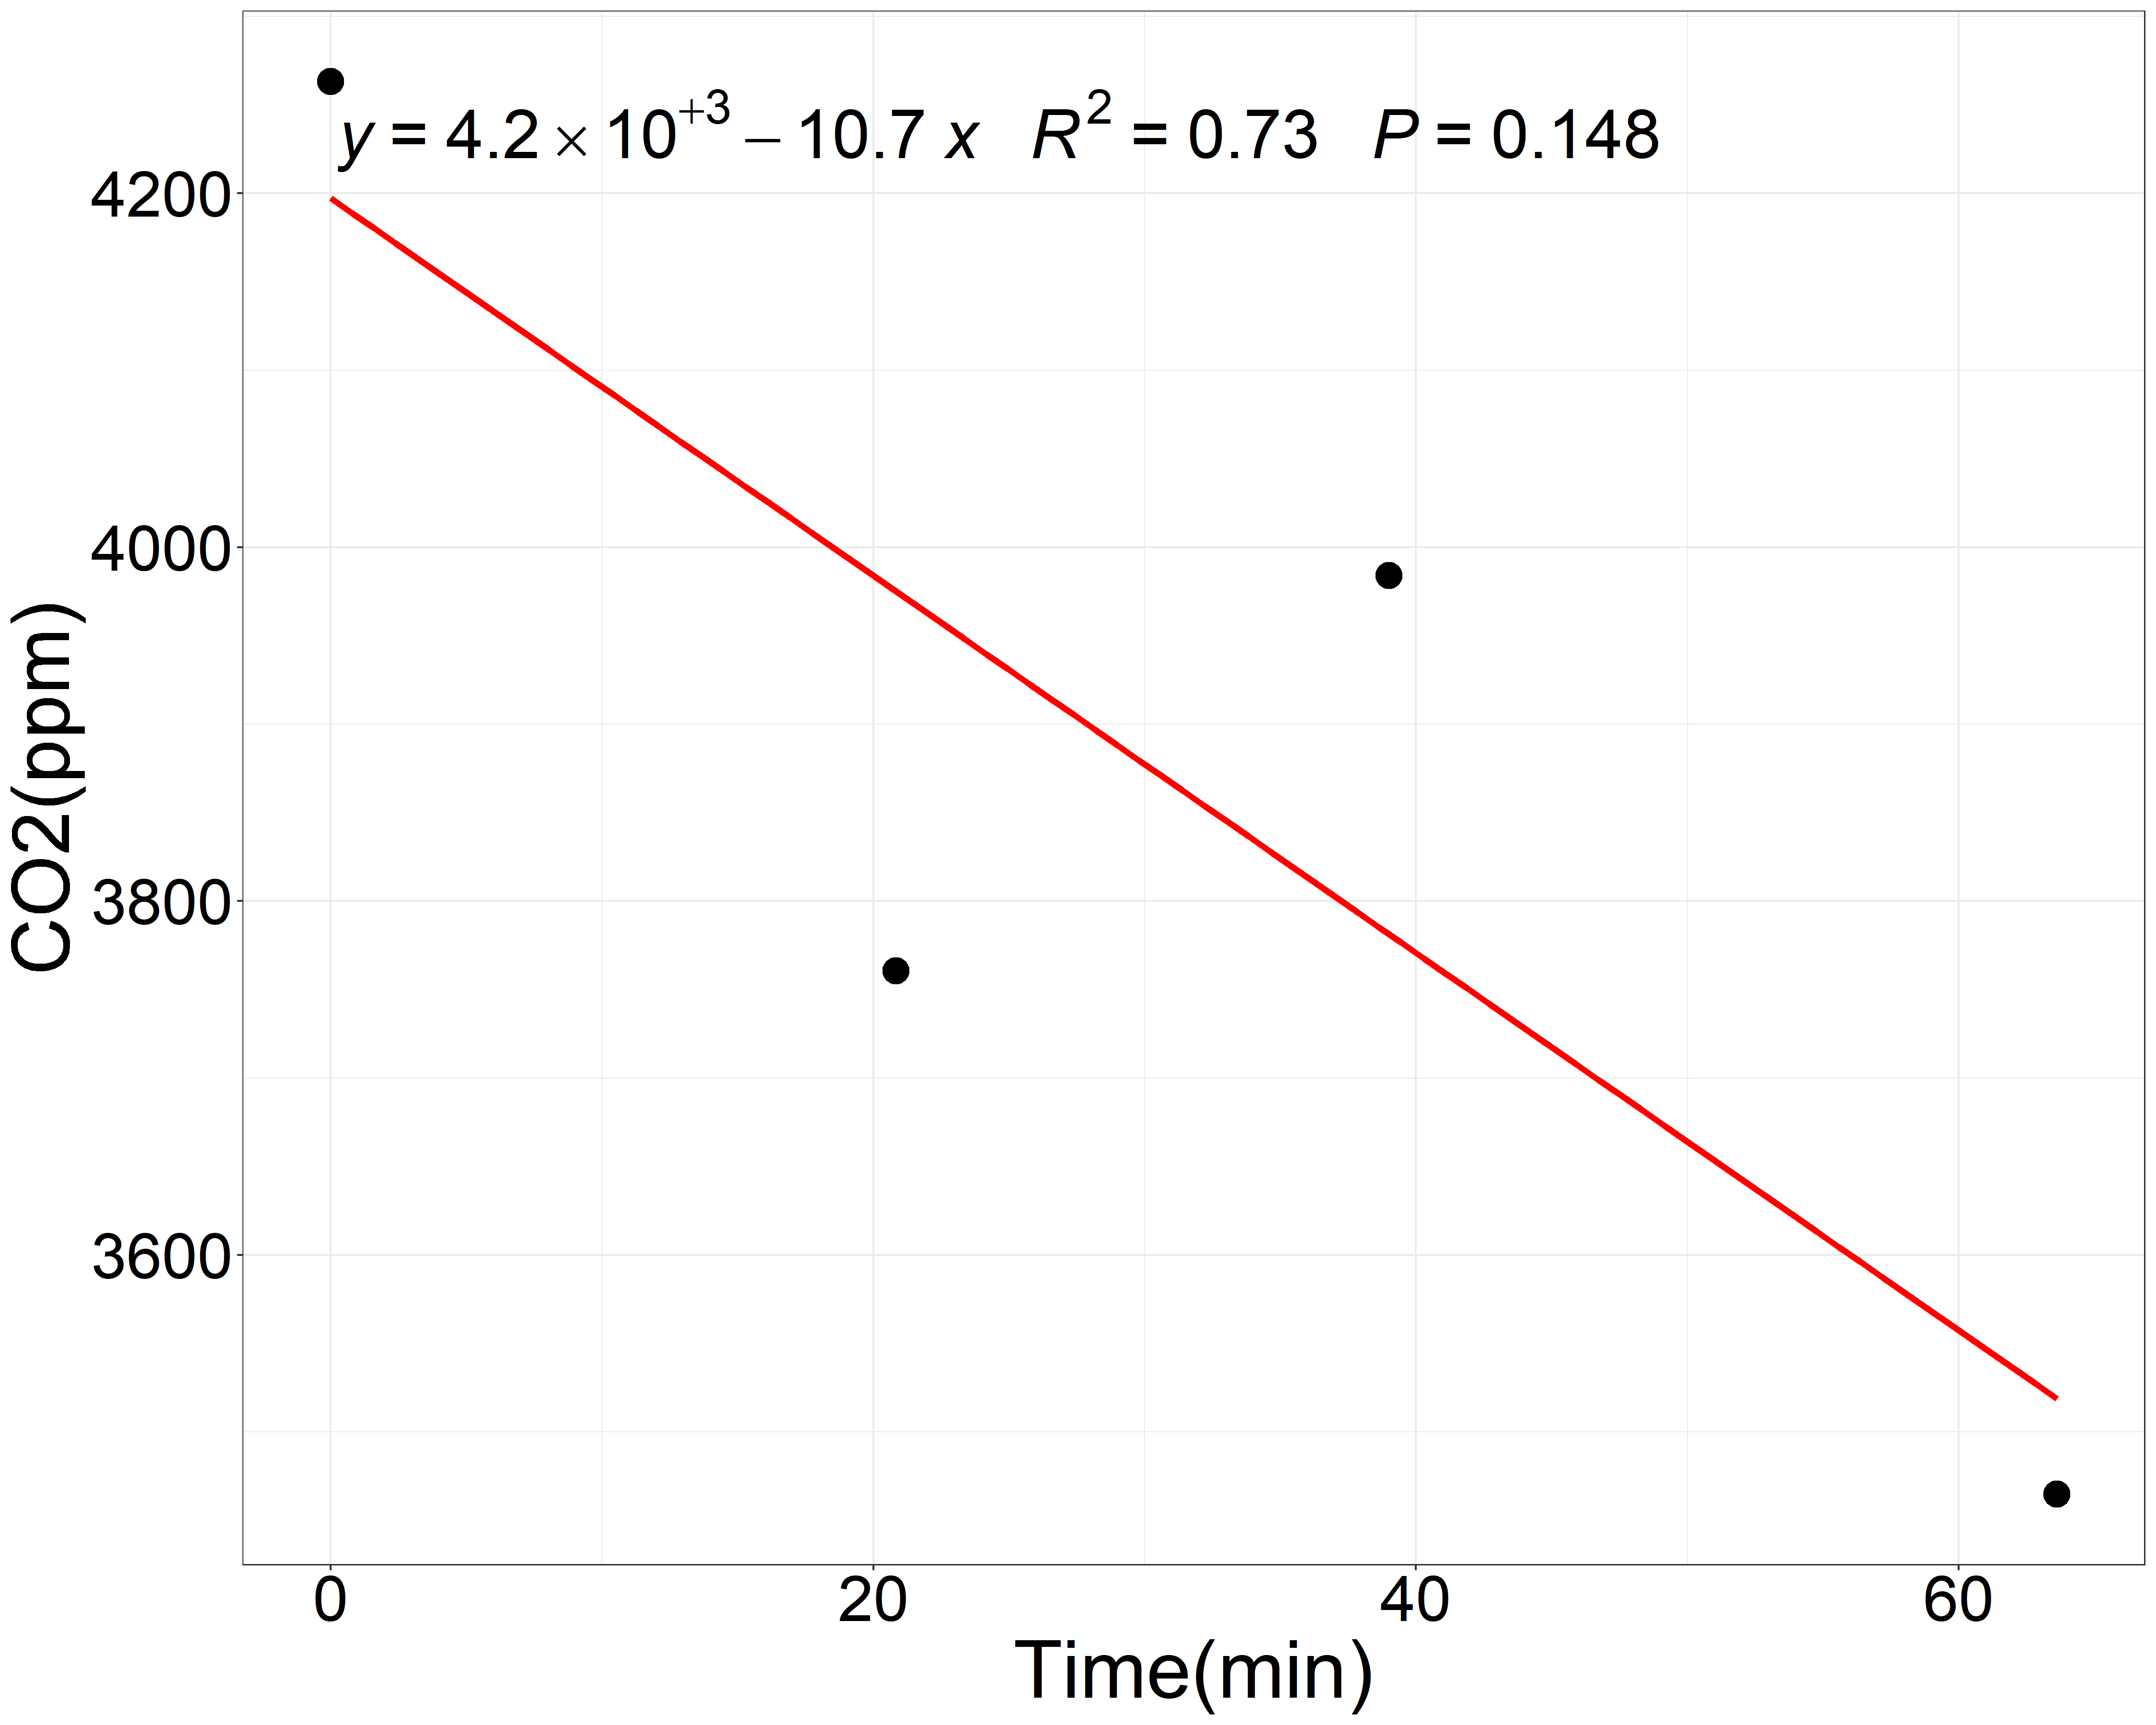 y = 4.2 × 10⁺³ − 10.7 x R² = 0.73 P = 0.148
4200
4000
3800
3600
CO2(ppm)
0 20 40 60
Time(min)